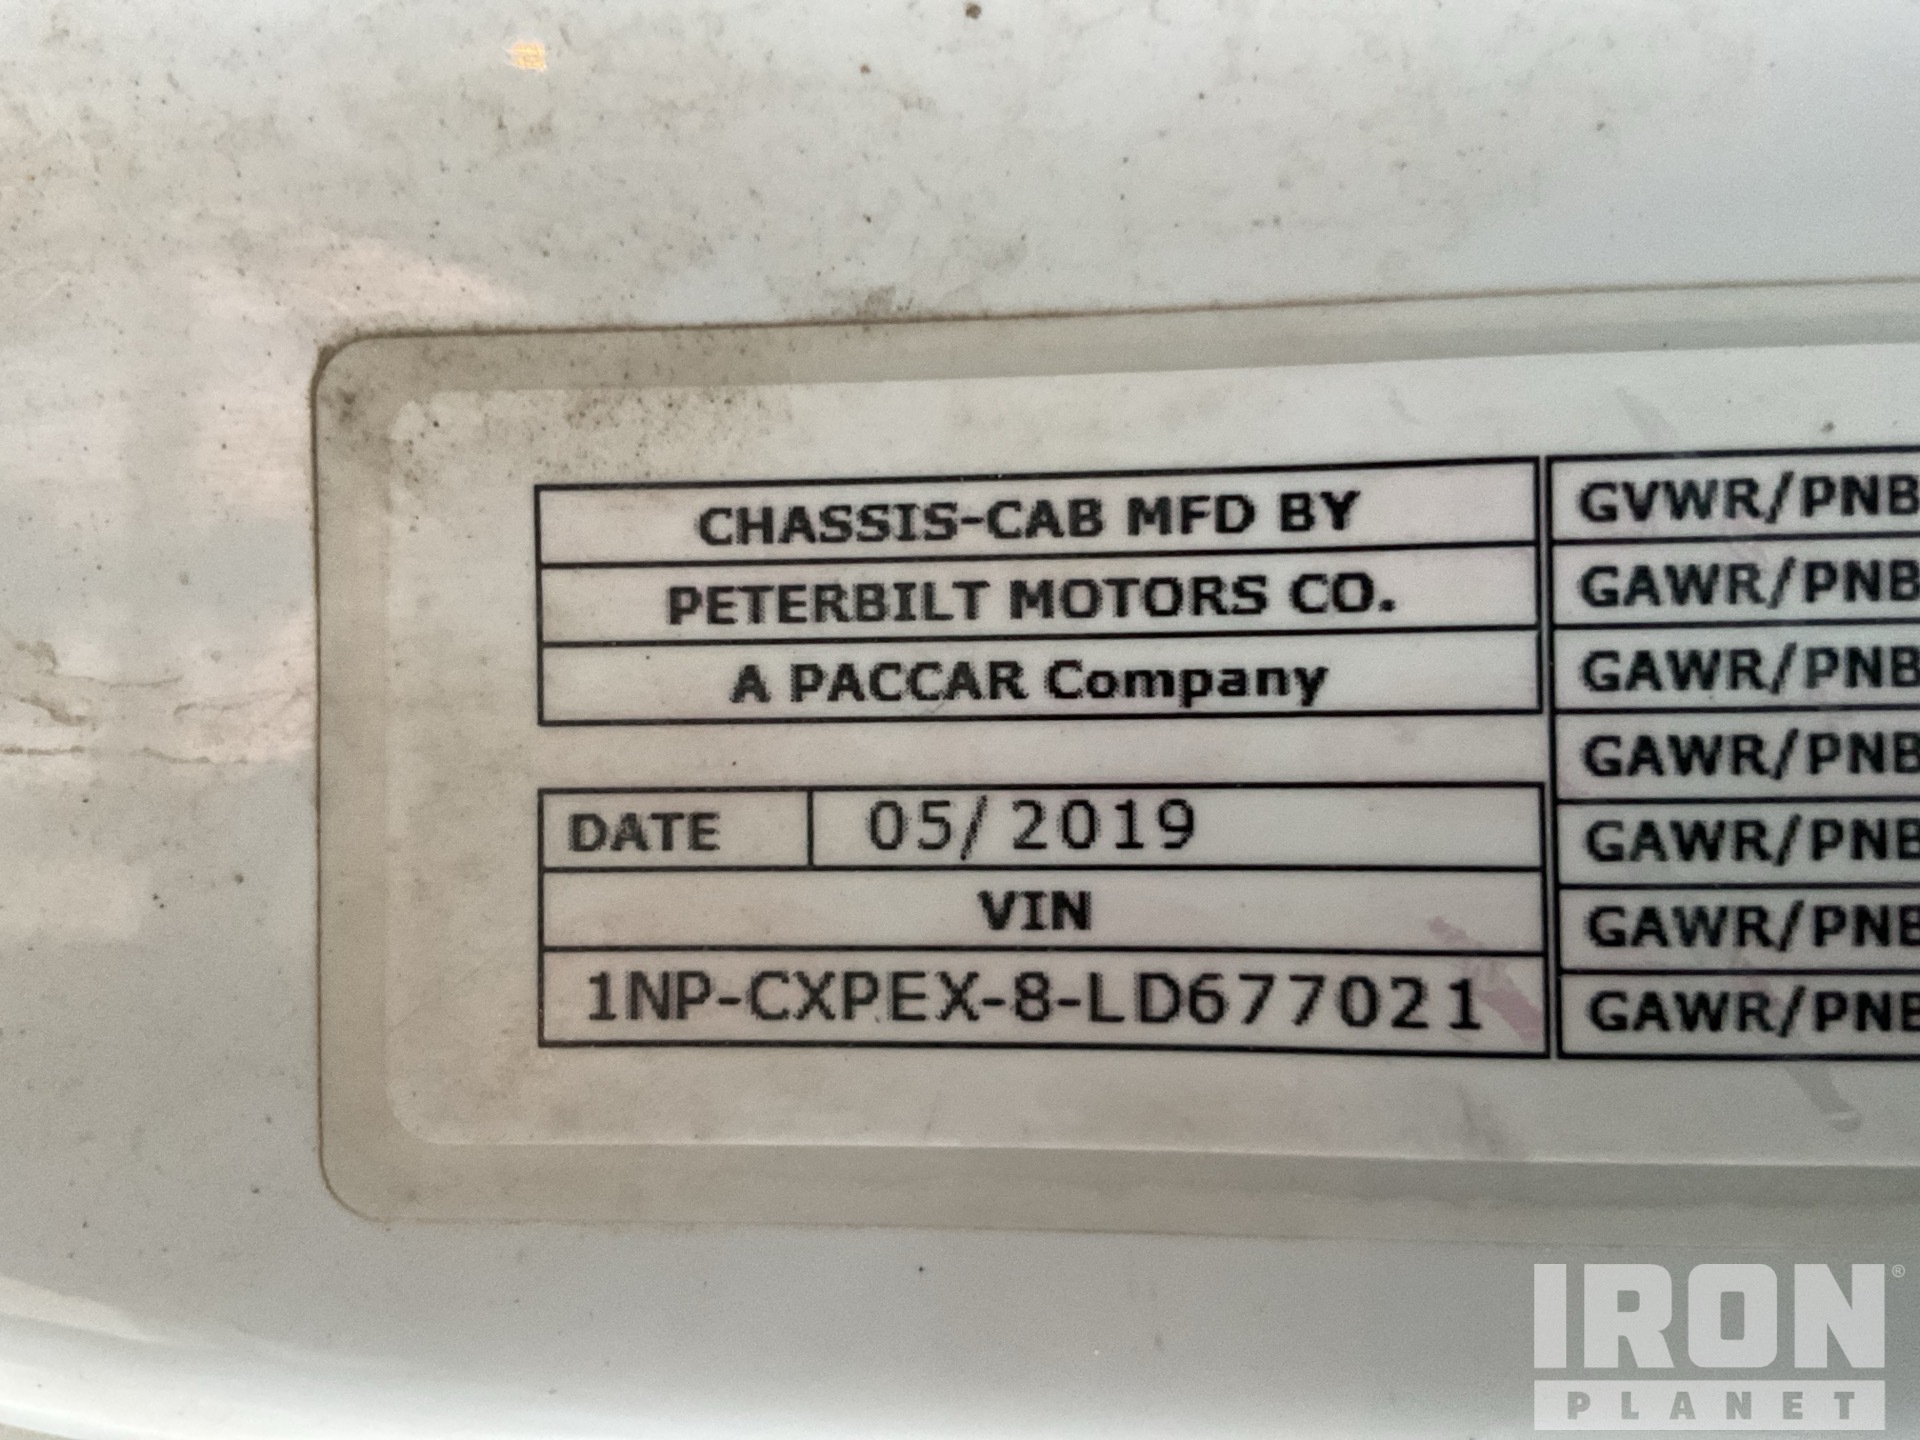 CHASSIS-CAB MFD BY
PETERBILT MOTORS CO.
A PACCAR Company
DATE 05/2019
VIN
1NP-CXPEX-8-LD677021
GVWR/PNB
GAWR/PNB
GAWR/PNB
GAWR/PNB
GAWR/PNB
GAWR/PNB
GAWR/PNB
IRON®
PLANET